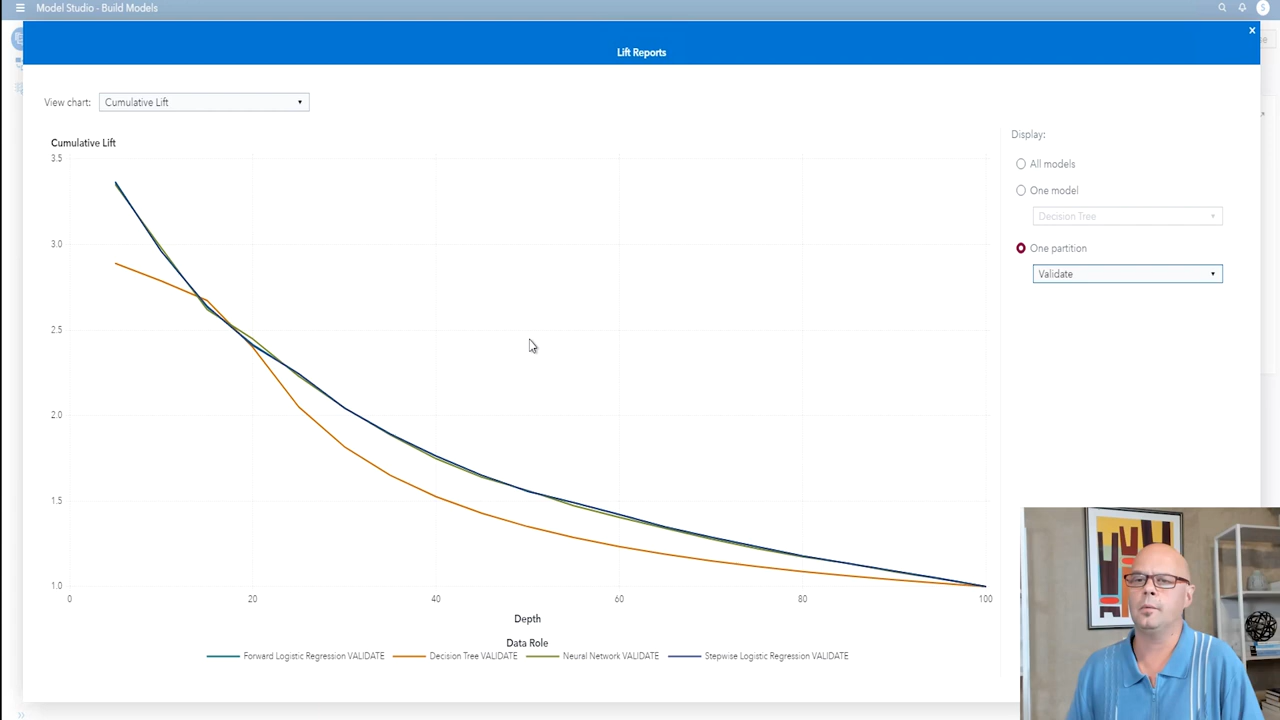 Model Studio - Build Models
S
Lift Reports
x
View chart: Cumulative Lift
Display:
Cumulative Lift
All models
One model
Decision Tree
One partition
Validate
3.5
3.0
2.5
2.0
1.5
1.0
0 20 40 60 80 100
Depth
Data Role
Forward Logistic Regression VALIDATE Decision Tree VALIDATE Neural Network VALIDATE Stepwise Logistic Regression VALIDATE